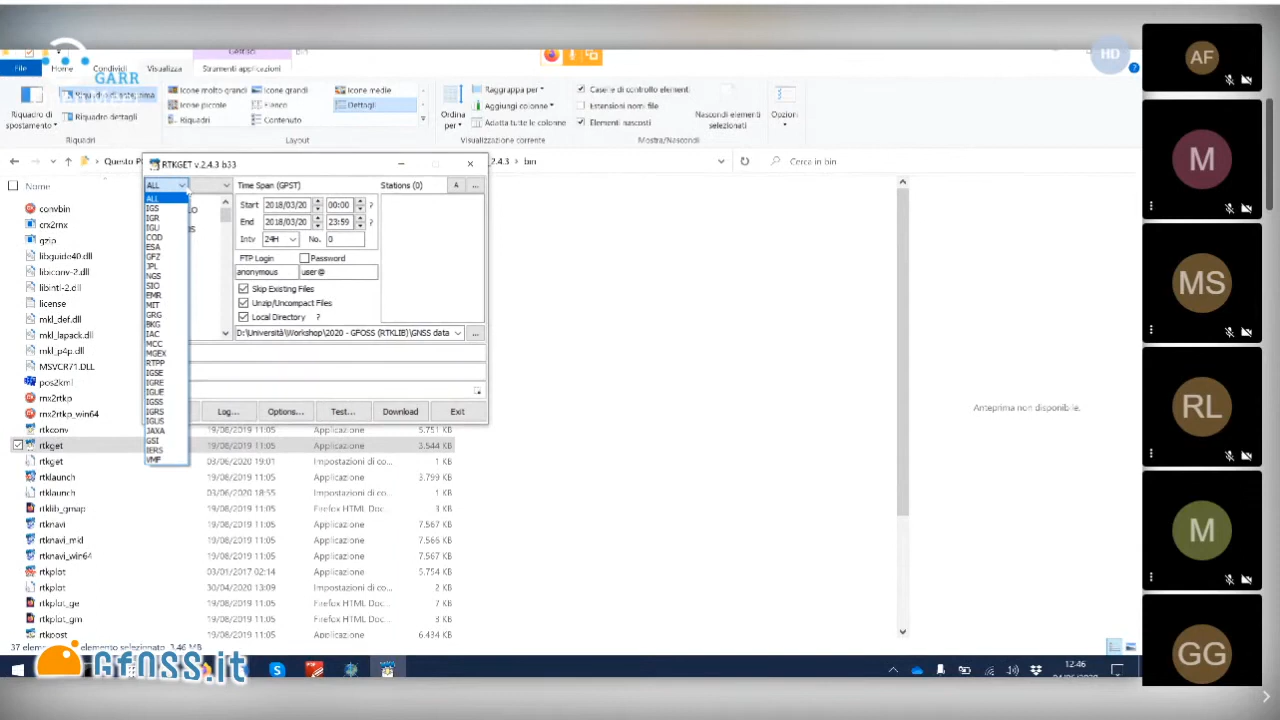 GARR
File
Home
Condividi
Visualizza
Strumenti applicazioni
Riquadro di
spostamento
Riquadro di anteprima
Riquadro dettagli
Riquadri
Icone molto grandi
Icone grandi
Icone medie
Icone piccole
Elenco
Dettagli
Riquadri
Contenuto
Layout
Ordina
per
Raggruppa per
Aggiungi colonne
Adatta tutte le colonne
Visualizzazione corrente
Caselle di controllo elementi
Estensioni nomi file
Elementi nascosti
Nascondi elementi
selezionati
Mostra/Nascondi
Opzioni
Questo P
2.4.3
bin
Cerca in bin
Nome
convbin
crx2rnx
gzip
libguide40.dll
libiconv-2.dll
libintl-2.dll
license
mkl_def.dll
mkl_lapack.dll
mkl_p4p.dll
MSVCR71.DLL
pos2kml
rnx2rtkp
rnx2rtkp_win64
rtkconv 19/08/2019 11:05 Applicazione 5.751 KB
rtkget 19/08/2019 11:05 Applicazione 3.544 KB
rtkget 03/06/2020 19:01 Impostazioni di co... 1 KB
rtklaunch 19/08/2019 11:05 Applicazione 3.799 KB
rtklaunch 03/06/2020 18:55 Impostazioni di co... 1 KB
rtklib_gmap 19/08/2019 11:05 Firefox HTML Doc... 3 KB
rtknavi 19/08/2019 11:05 Applicazione 7.567 KB
rtknavi_mkl 19/08/2019 11:05 Applicazione 7.567 KB
rtknavi_win64 19/08/2019 11:05 Applicazione 7.567 KB
rtkplot 03/01/2017 02:14 Applicazione 5.754 KB
rtkplot 30/04/2020 13:09 Impostazioni di co... 2 KB
rtkplot_ge 19/08/2019 11:05 Firefox HTML Doc... 7 KB
rtkplot_gm 19/08/2019 11:05 Firefox HTML Doc... 3 KB
rtkpost 19/08/2019 11:05 Applicazione 6.434 KB
RTKGET v.2.4.3 b33
ALL
ALL
IGS
IGR
IGU
COD
ESA
GFZ
JPL
NGS
SIO
EMR
MIT
GRG
BKG
IAC
MCC
MGEX
RTPP
IGSE
IGRE
IGUE
IGSS
IGRS
IGUS
JAXA
GSI
IERS
VMF
Time Span (GPST)
Stations (0)
A
...
Start 2018/03/20 00:00 ?
End 2018/03/20 23:59 ?
Intv 24H No. 0
FTP Login
Password
anonymous
user@
Skip Existing Files
Unzip/Uncompact Files
Local Directory ?
D:\Università\Workshop\2020 - GFOSS (RTKLIB)\GNSS data
...
Log...
Options...
Test...
Download
Exit
Anteprima non disponibile.
37 elementi
elemento selezionato 3,46 MB
GFOSS.it
12:46
04/06/2020
HD
AF
M
MS
RL
M
GG